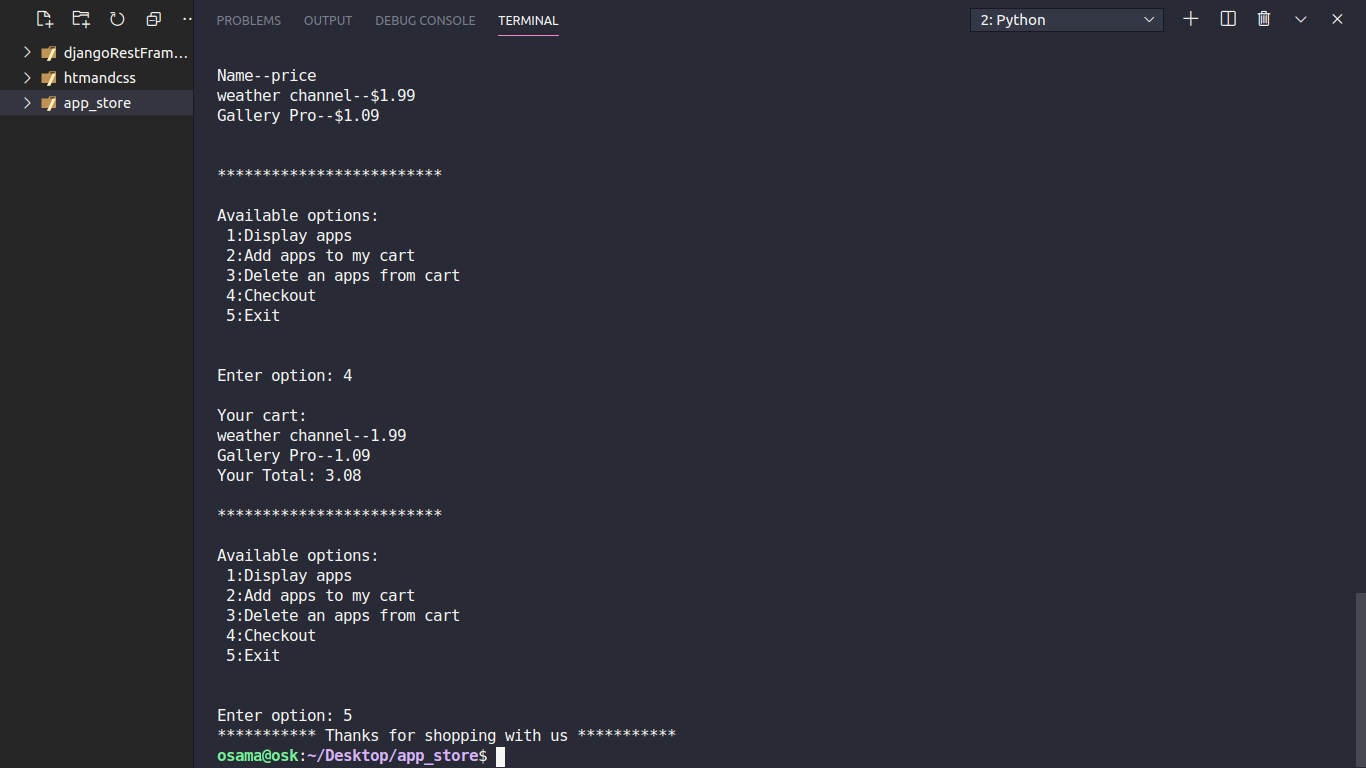 PROBLEMS OUTPUT DEBUG CONSOLE TERMINAL 2: Python
djangoRestFram...
htmandcss
app_store
Name--price
weather channel--$1.99
Gallery Pro--$1.09
*************************
Available options:
1:Display apps
2:Add apps to my cart
3:Delete an apps from cart
4:Checkout
5:Exit
Enter option: 4
Your cart:
weather channel--1.99
Gallery Pro--1.09
Your Total: 3.08
*************************
Available options:
1:Display apps
2:Add apps to my cart
3:Delete an apps from cart
4:Checkout
5:Exit
Enter option: 5
*********** Thanks for shopping with us ***********
osama@osk:~/Desktop/app_store$